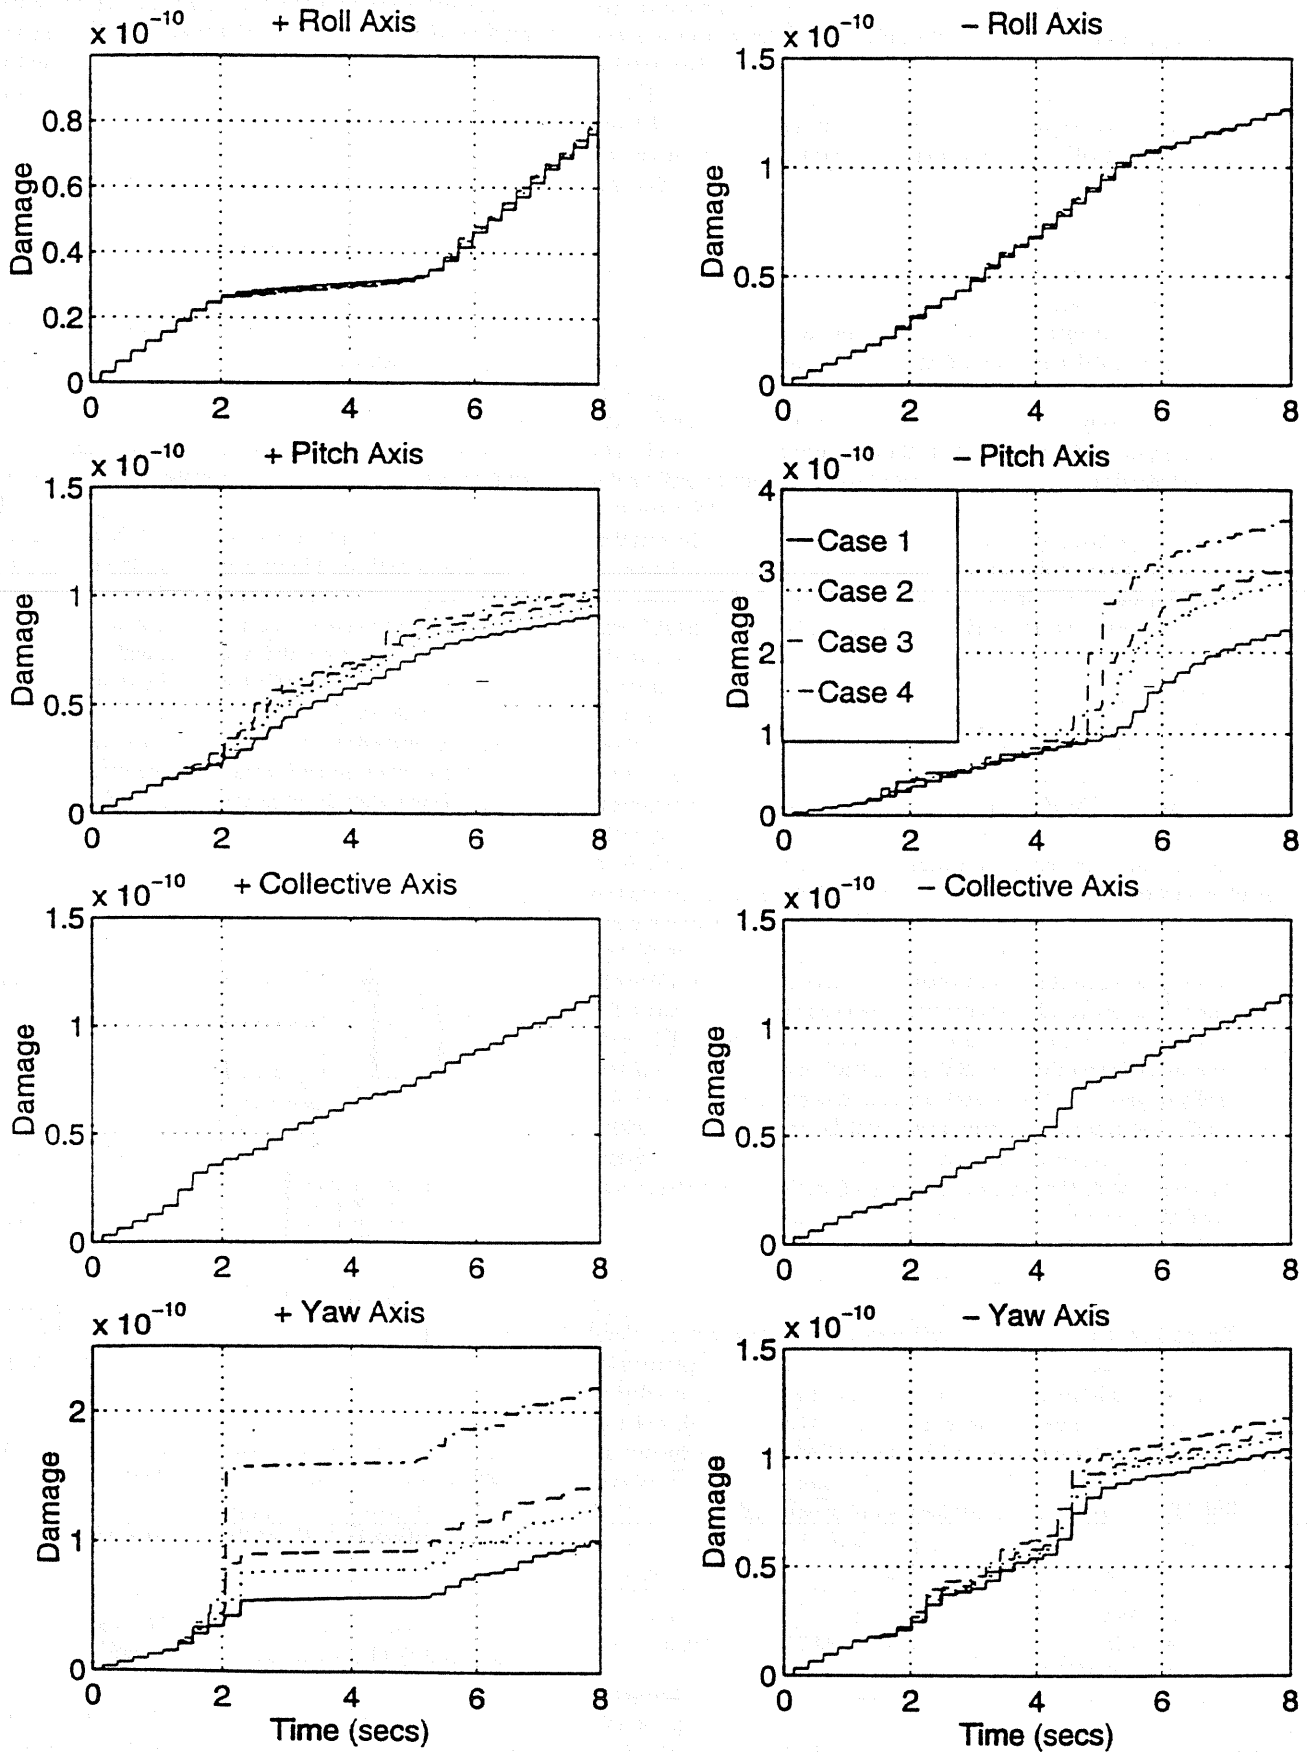 + Roll Axis
x 10⁻¹⁰
Damage
0.8
0.6
0.4
0.2
0
0 2 4 6 8
− Roll Axis
x 10⁻¹⁰
Damage
1.5
1
0.5
0
0 2 4 6 8
+ Pitch Axis
x 10⁻¹⁰
Damage
1.5
1
0.5
0
0 2 4 6 8
− Pitch Axis
x 10⁻¹⁰
Damage
4
3
2
1
0
Case 1
Case 2
Case 3
Case 4
0 2 4 6 8
+ Collective Axis
x 10⁻¹⁰
Damage
1.5
1
0.5
0
0 2 4 6 8
− Collective Axis
x 10⁻¹⁰
Damage
1.5
1
0.5
0
0 2 4 6 8
+ Yaw Axis
x 10⁻¹⁰
Damage
2
1
0
0 2 4 6 8
Time (secs)
− Yaw Axis
x 10⁻¹⁰
Damage
1.5
1
0.5
0
0 2 4 6 8
Time (secs)